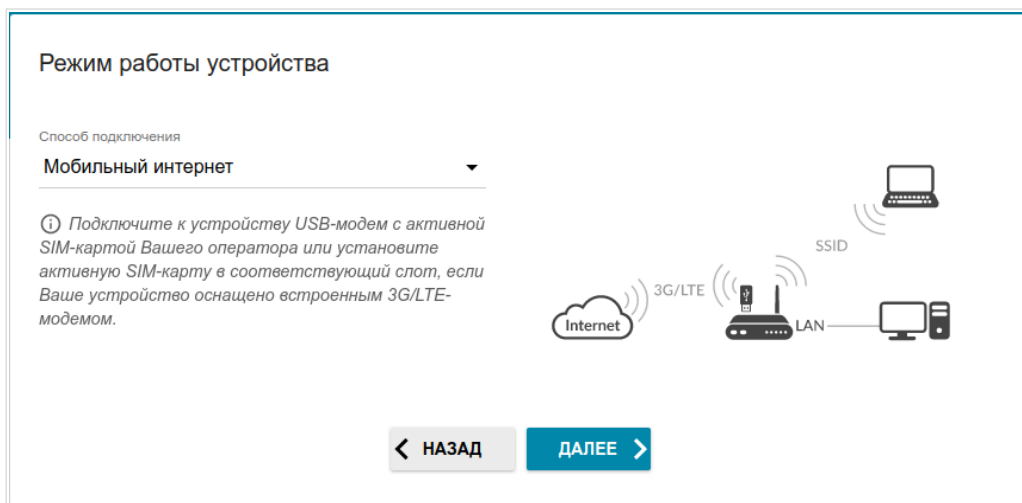 Режим работы устройства
Способ подключения
Мобильный интернет
Подключите к устройству USB-модем с активной
SIM-картой Вашего оператора или установите
активную SIM-карту в соответствующий слот, если
Ваше устройство оснащено встроенным 3G/LTE-
модемом.
SSID
3G/LTE
Internet
LAN
НАЗАД
ДАЛЕЕ